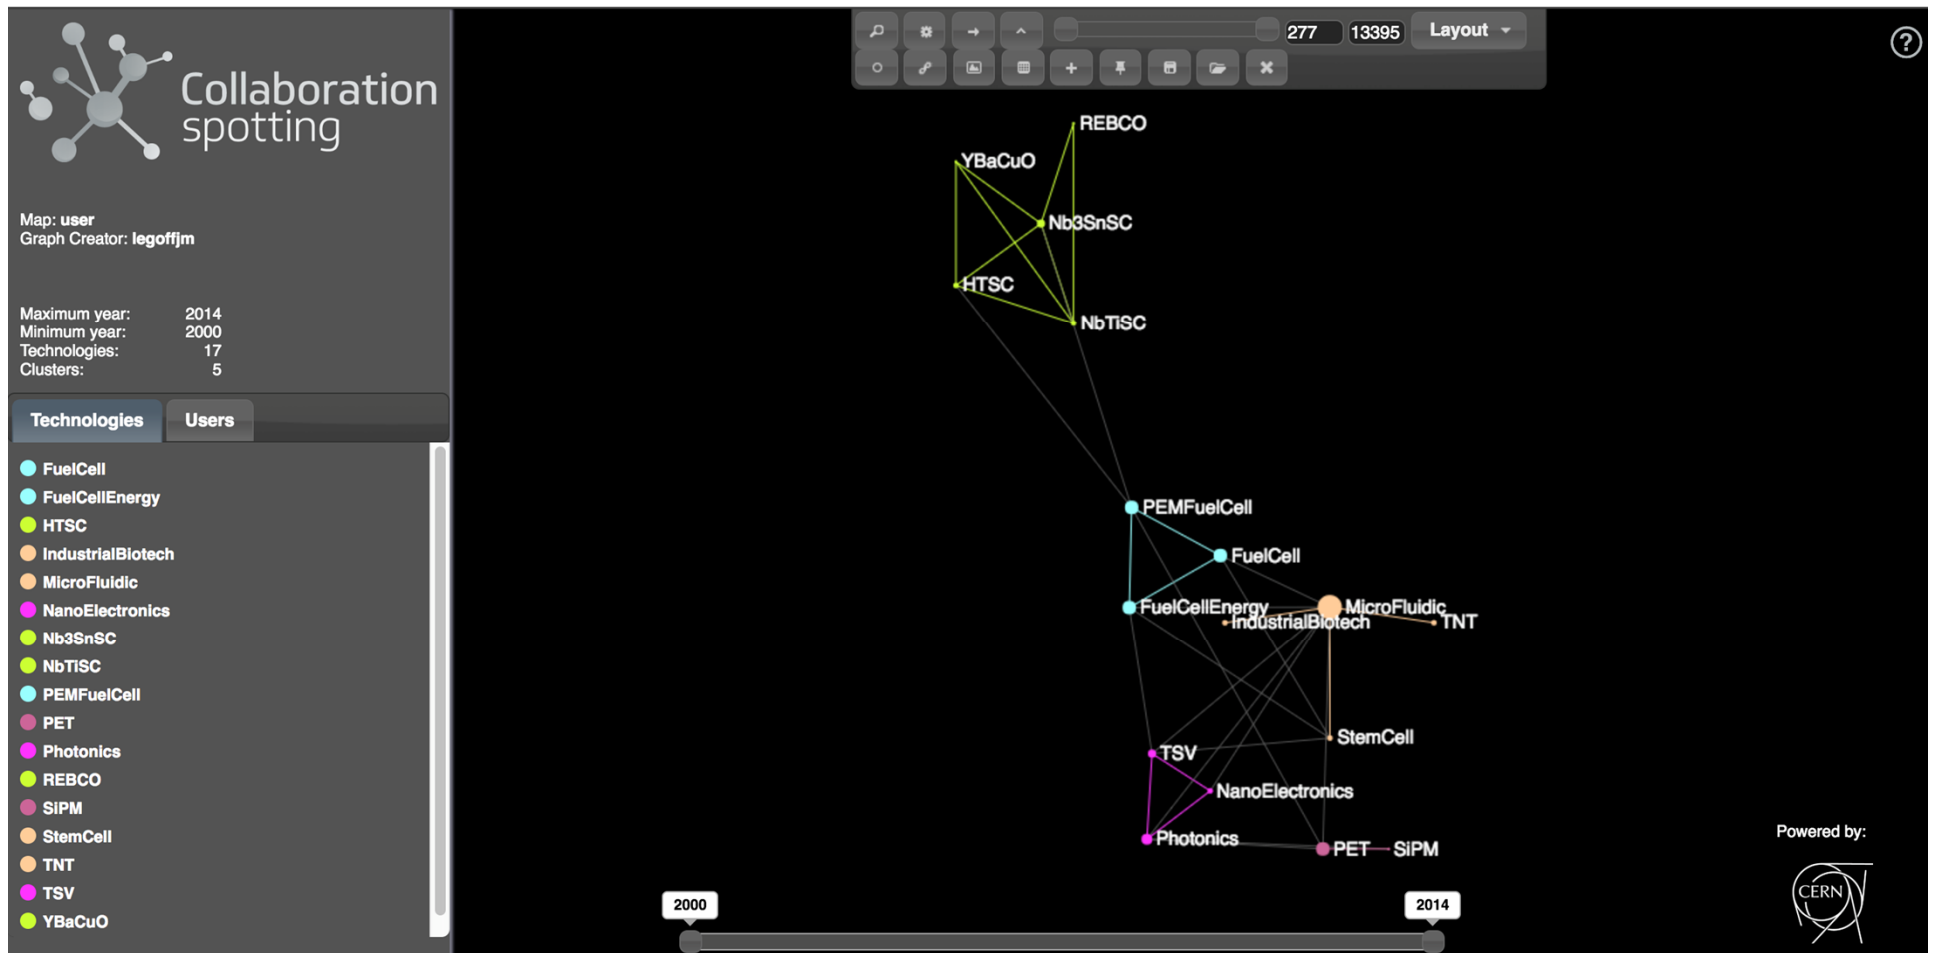 Collaboration
spotting
Map: user
Graph Creator: legoffjm
Maximum year: 2014
Minimum year: 2000
Technologies: 17
Clusters: 5
Technologies Users
FuelCell
FuelCellEnergy
HTSC
IndustrialBiotech
MicroFluidic
NanoElectronics
Nb3SnSC
NbTiSC
PEMFuelCell
PET
Photonics
REBCO
SiPM
StemCell
TNT
TSV
YBaCuO
277 13395 Layout
?
REBCO
YBaCuO
Nb3SnSC
HTSC
NbTiSC
PEMFuelCell
FuelCell
FuelCellEnergy MicroFluidic
IndustrialBiotech TNT
StemCell
TSV
NanoElectronics
Photonics PET SiPM
2000 2014
Powered by:
CERN